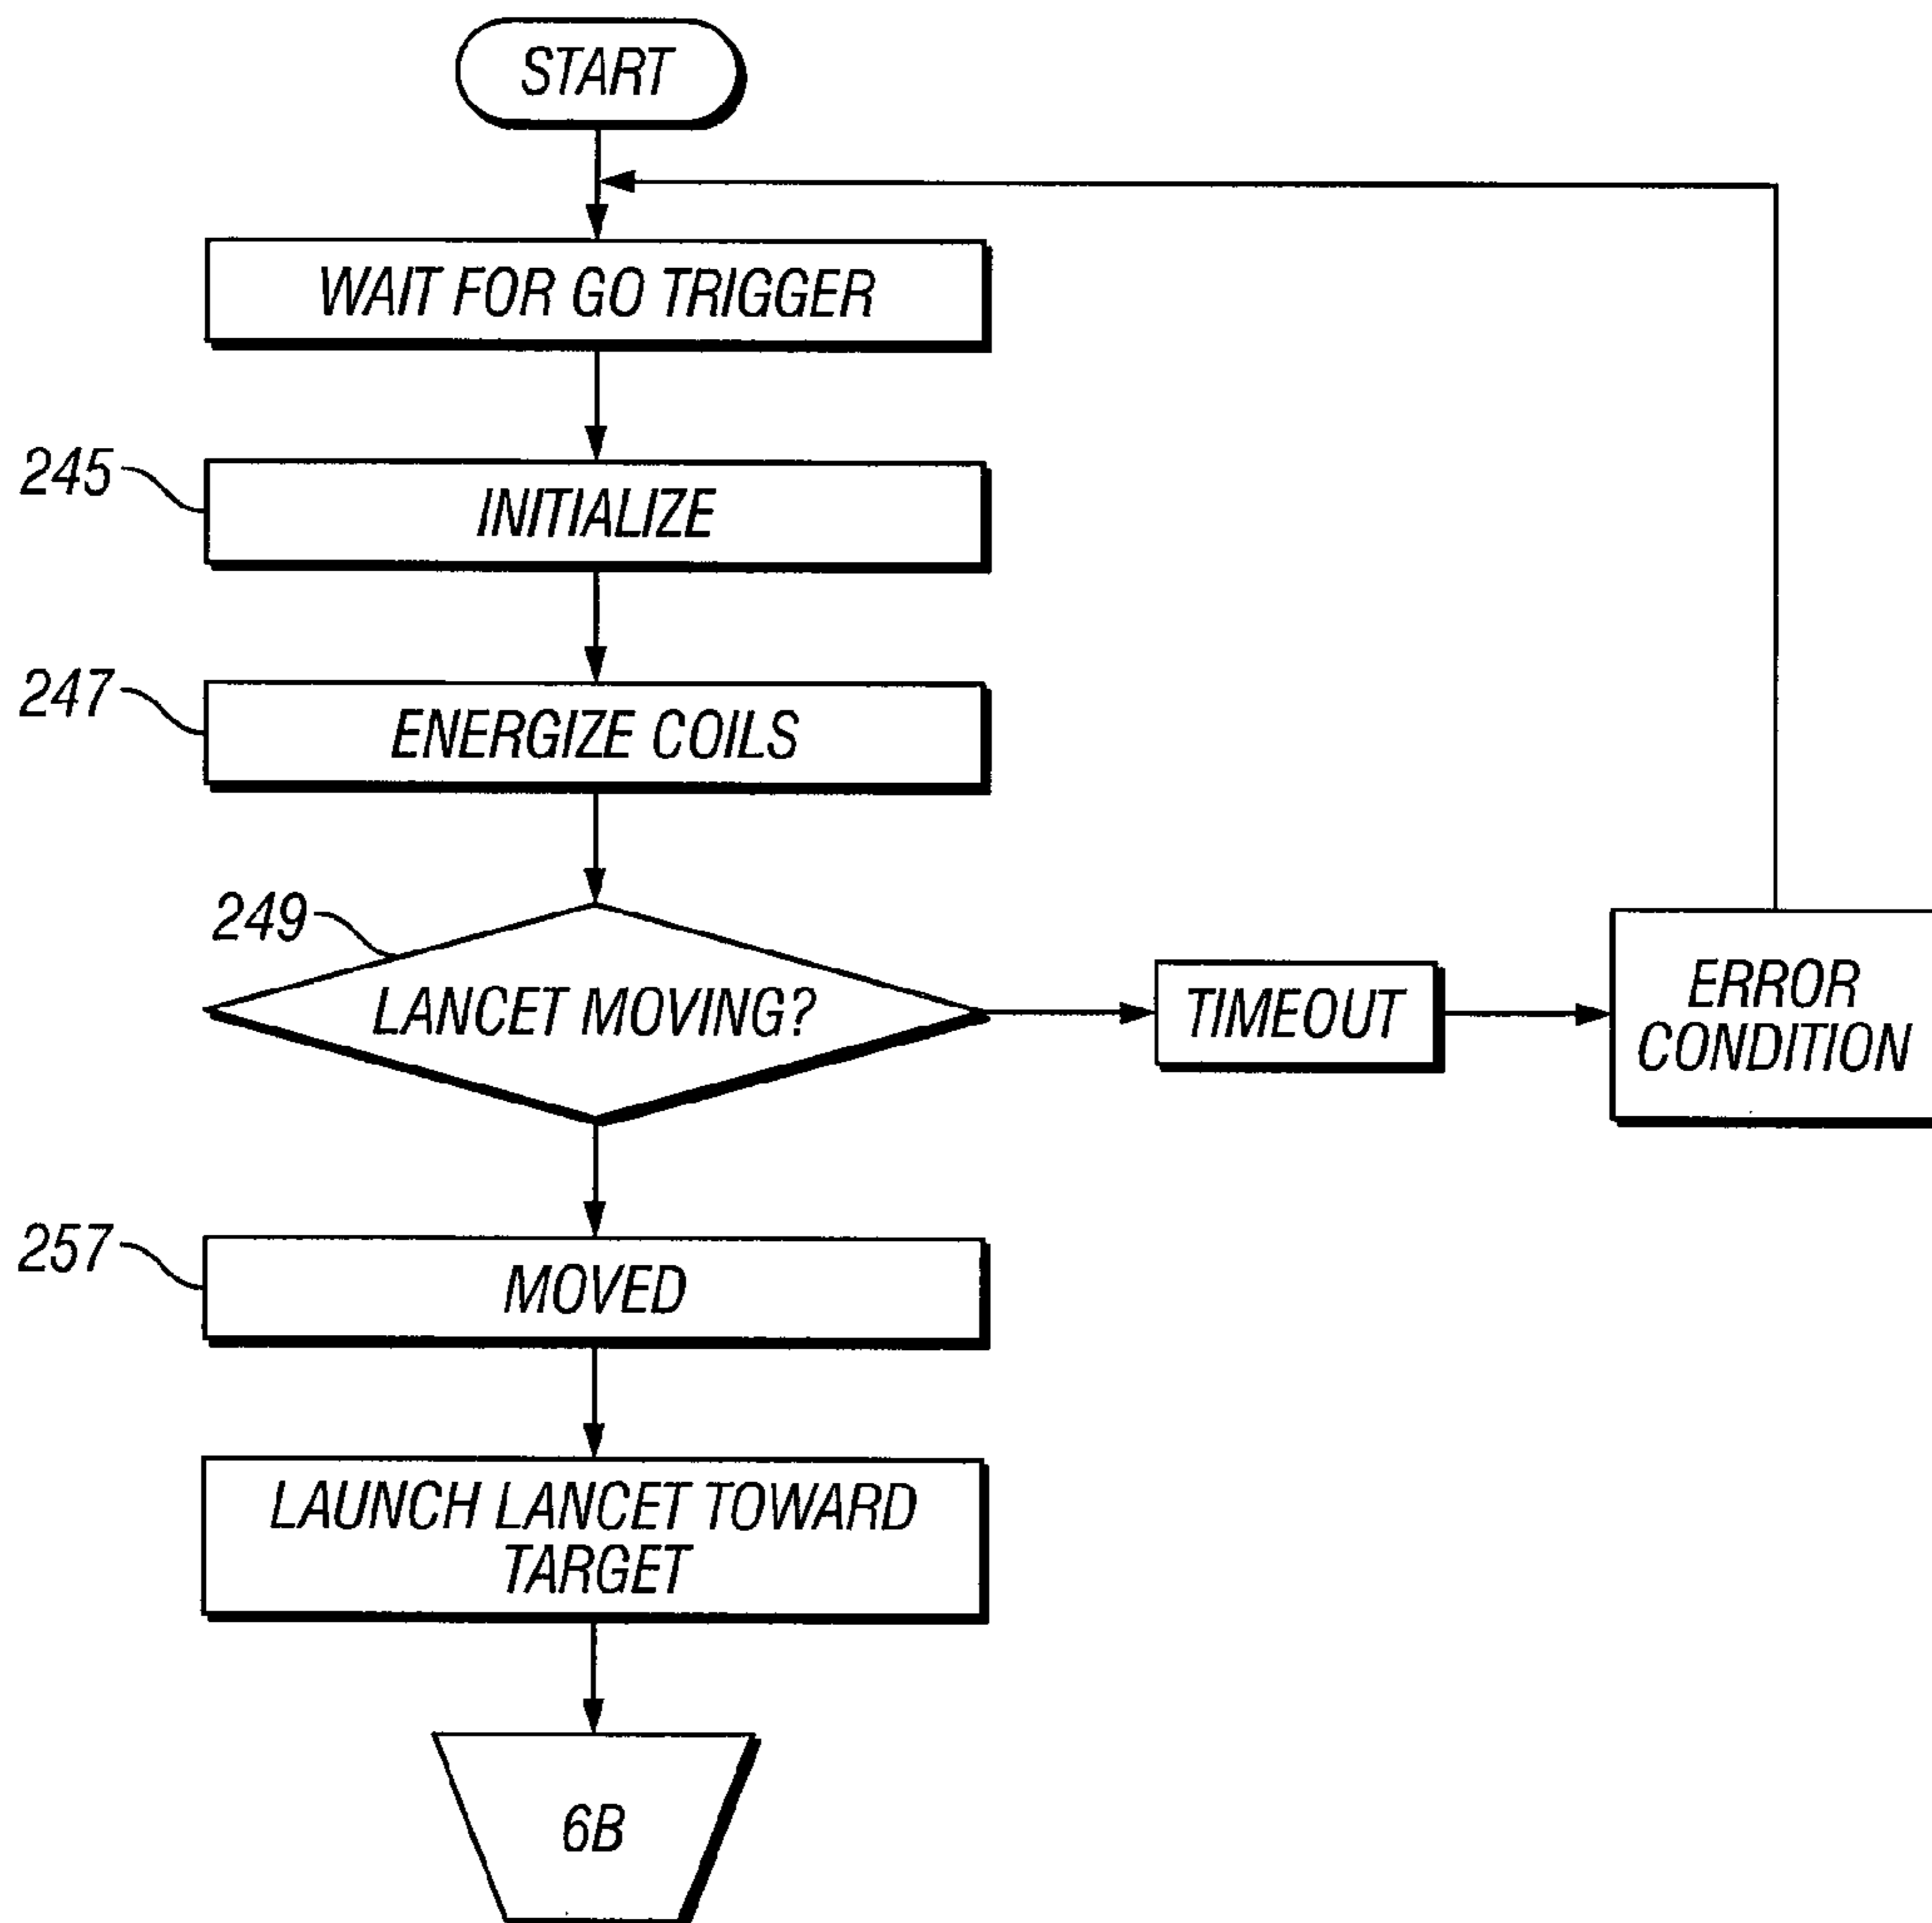 START
WAIT FOR GO TRIGGER
245
INITIALIZE
247
ENERGIZE COILS
249
LANCET MOVING?
TIMEOUT
ERROR
CONDITION
257
MOVED
LAUNCH LANCET TOWARD
TARGET
6B